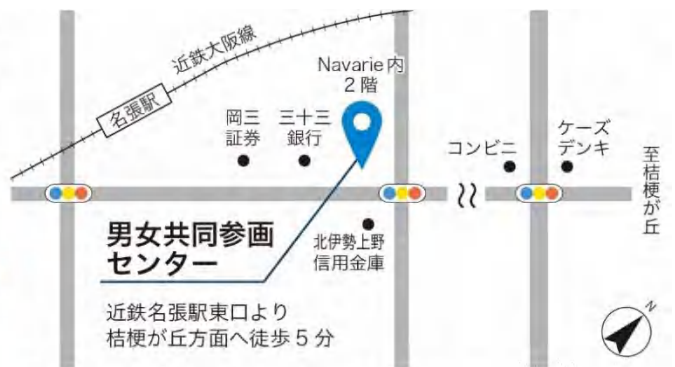 近鉄大阪線
名張駅
Navarie内
2階
岡三
証券
三十三
銀行
コンビニ
ケーズ
デンキ
至桔梗が丘
北伊勢上野
信用金庫
男女共同参画
センター
近鉄名張駅東口より
桔梗が丘方面へ徒歩5分
N